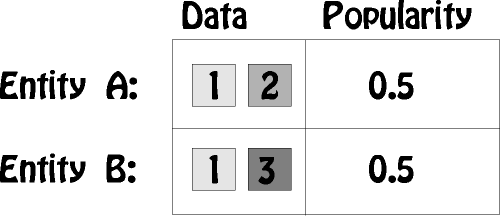 Data Popularity
Entity A: 1 2 0.5
Entity B: 1 3 0.5